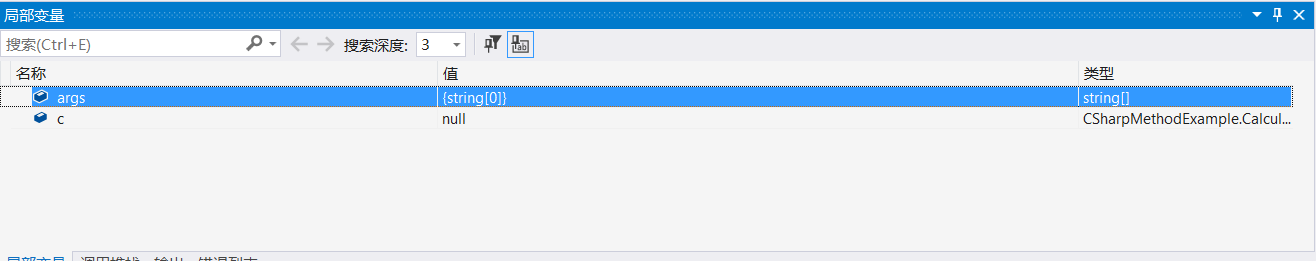 局部变量
搜索(Ctrl+E) 搜索深度: 3
名称 值 类型
args {string[0]} string[]
c null CSharpMethodExample.Calcul...
局部变量 调用堆栈 输出 错误列表